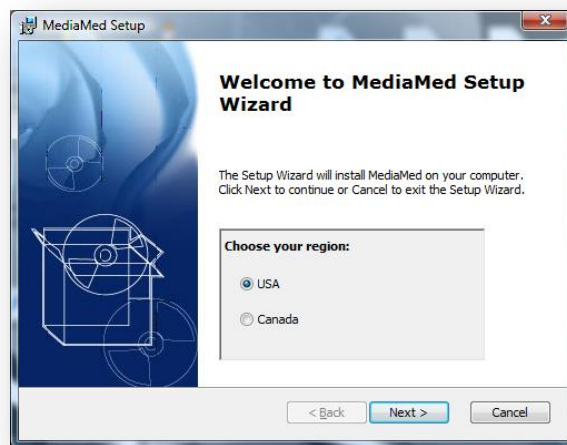 MediaMed Setup
Welcome to MediaMed Setup
Wizard
The Setup Wizard will install MediaMed on your computer.
Click Next to continue or Cancel to exit the Setup Wizard.
Choose your region:
USA
Canada
< Back
Next >
Cancel